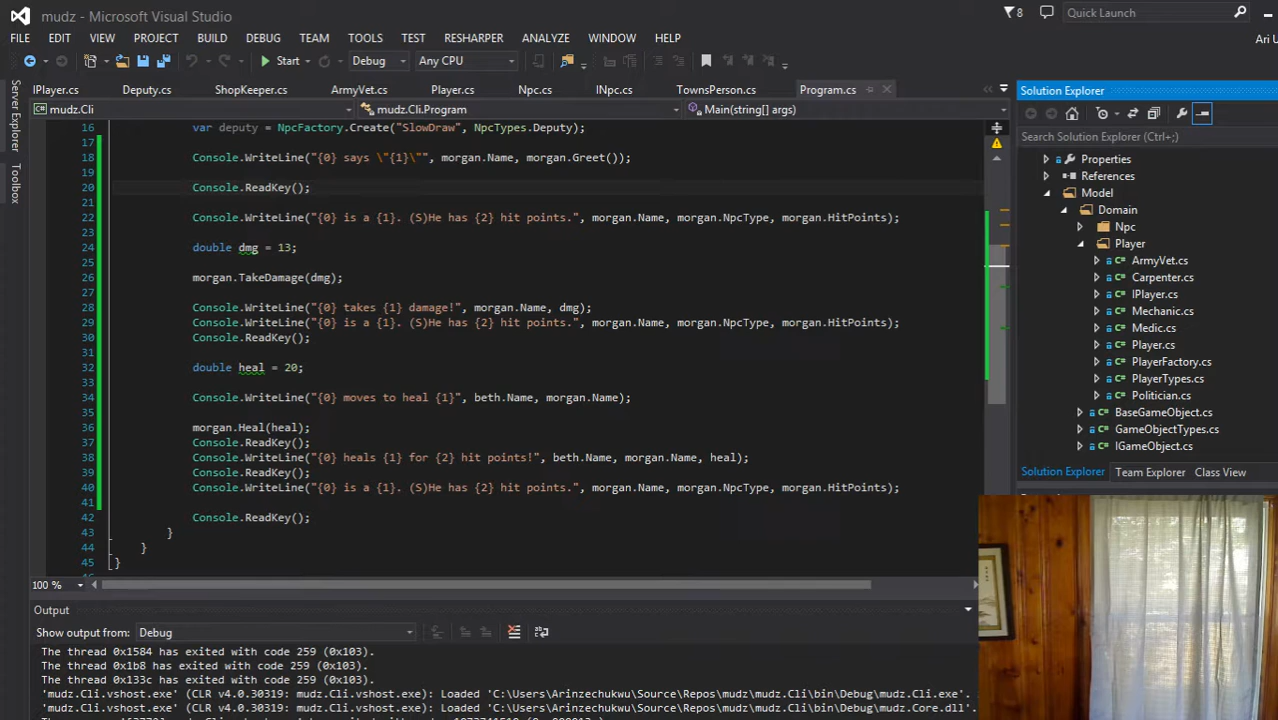 mudz - Microsoft Visual Studio
8
Quick Launch
FILE EDIT VIEW PROJECT BUILD DEBUG TEAM TOOLS TEST RESHARPER ANALYZE WINDOW HELP
Ari U
Start Debug Any CPU
IPlayer.cs Deputy.cs ShopKeeper.cs ArmyVet.cs Player.cs Npc.cs INpc.cs TownsPerson.cs Program.cs
mudz.Cli mudz.Cli.Program Main(string[] args)
Server Explorer
Toolbox
16 var deputy = NpcFactory.Create("SlowDraw", NpcTypes.Deputy);
17
18 Console.WriteLine("{0} says \"{1}\"", morgan.Name, morgan.Greet());
19
20 Console.ReadKey();
21
22 Console.WriteLine("{0} is a {1}. (S)He has {2} hit points.", morgan.Name, morgan.NpcType, morgan.HitPoints);
23
24 double dmg = 13;
25
26 morgan.TakeDamage(dmg);
27
28 Console.WriteLine("{0} takes {1} damage!", morgan.Name, dmg);
29 Console.WriteLine("{0} is a {1}. (S)He has {2} hit points.", morgan.Name, morgan.NpcType, morgan.HitPoints);
30 Console.ReadKey();
31
32 double heal = 20;
33
34 Console.WriteLine("{0} moves to heal {1}", beth.Name, morgan.Name);
35
36 morgan.Heal(heal);
37 Console.ReadKey();
38 Console.WriteLine("{0} heals {1} for {2} hit points!", beth.Name, morgan.Name, heal);
39 Console.ReadKey();
40 Console.WriteLine("{0} is a {1}. (S)He has {2} hit points.", morgan.Name, morgan.NpcType, morgan.HitPoints);
41
42 Console.ReadKey();
43 }
44 }
45 }
100 %
Output
Show output from: Debug
The thread 0x1584 has exited with code 259 (0x103).
The thread 0x1b8 has exited with code 259 (0x103).
The thread 0x133c has exited with code 259 (0x103).
'mudz.Cli.vshost.exe' (CLR v4.0.30319: mudz.Cli.vshost.exe): Loaded 'C:\Users\Arinzechukwu\Source\Repos\mudz\mudz.Cli\bin\Debug\mudz.Cli.exe'.
'mudz.Cli.vshost.exe' (CLR v4.0.30319: mudz.Cli.vshost.exe): Loaded 'C:\Users\Arinzechukwu\Source\Repos\mudz\mudz.Cli\bin\Debug\mudz.Core.dll'.
Solution Explorer
Search Solution Explorer (Ctrl+;)
Properties
References
Model
Domain
Npc
Player
ArmyVet.cs
Carpenter.cs
IPlayer.cs
Mechanic.cs
Medic.cs
Player.cs
PlayerFactory.cs
PlayerTypes.cs
Politician.cs
BaseGameObject.cs
GameObjectTypes.cs
IGameObject.cs
Solution Explorer Team Explorer Class View